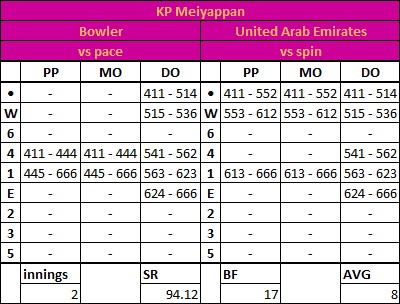 KP Meiyappan
Bowler United Arab Emirates
vs pace vs spin
PP MO DO PP MO DO
• - - 411 - 514 • 411 - 552 411 - 552 411 - 514
W - - 515 - 536 W 553 - 612 553 - 612 515 - 536
6 - - - 6 - - -
4 411 - 444 411 - 444 541 - 562 4 - - 541 - 562
1 445 - 666 445 - 666 563 - 623 1 613 - 666 613 - 666 563 - 623
E - - 624 - 666 E - - 624 - 666
2 - - - 2 - - -
3 - - - 3 - - -
5 - - - 5 - - -
innings SR BF AVG
2 94.12 17 8